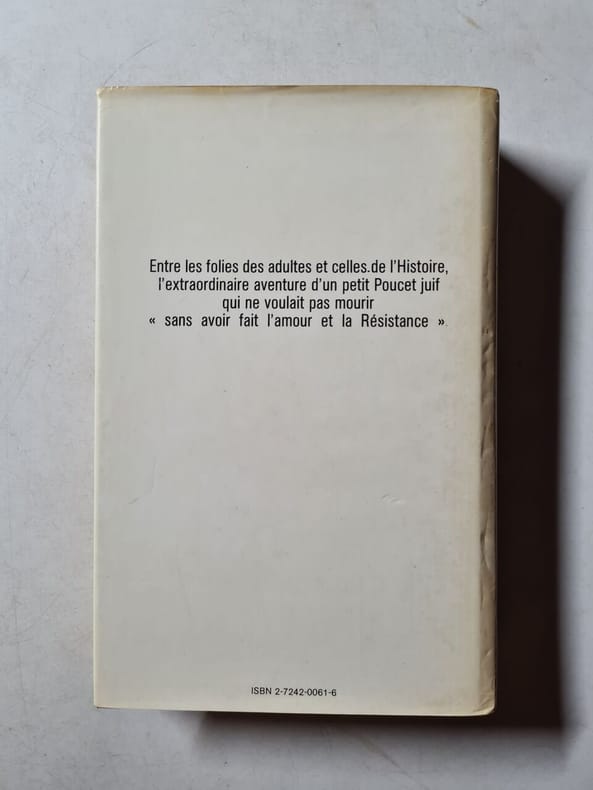 Entre les folies des adultes et celles.de l'Histoire,
l'extraordinaire aventure d'un petit Poucet juif
qui ne voulait pas mourir
« sans avoir fait l'amour et la Résistance ».
ISBN 2-7242-0061-6